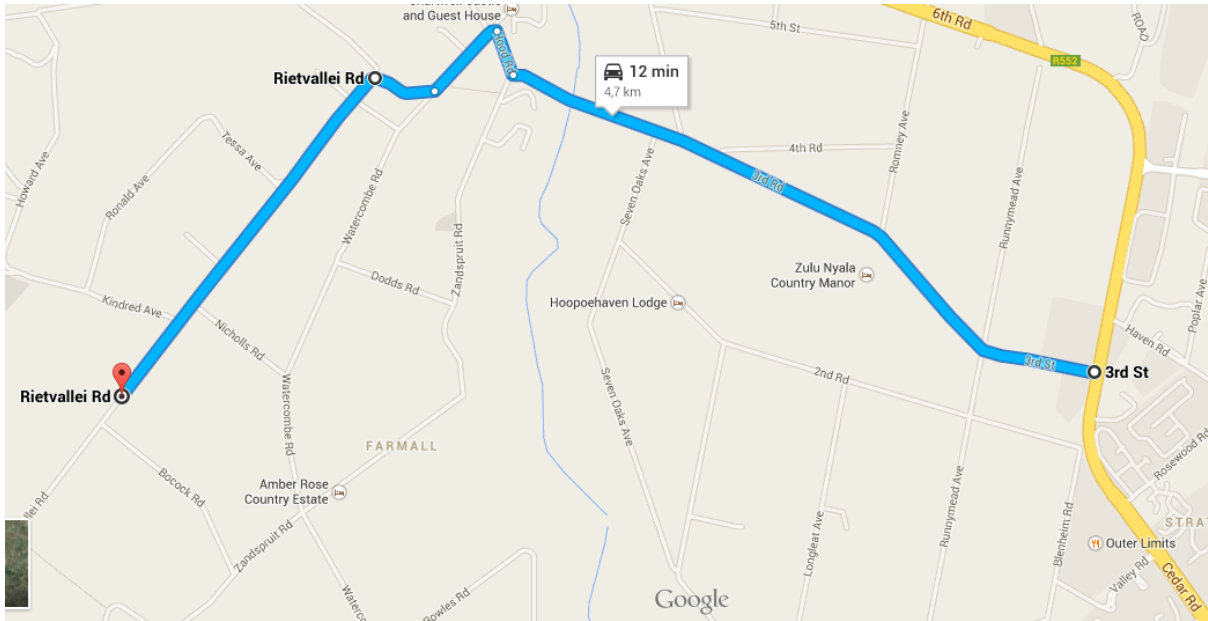 and Guest House
5th St
6th Rd
ROAD
R552
Rietvallei Rd
Hood Rd
12 min
4,7 km
Howard Ave
Tessa Ave
Ronald Ave
Watercombe Rd
Seven Oaks Ave
4th Rd
Romney Ave
3rd Rd
Runnymead Ave
Zandspruit Rd
Dodds Rd
Zulu Nyala
Country Manor
Hoopoehaven Lodge
Kindred Ave
Nicholls Rd
Haven Rd
Poplar Ave
3rd St
3rd St
Rietvallei Rd
Watercombe Rd
Seven Oaks Ave
2nd Rd
FARMALL
Rosewood Rd
Bocock Rd
Amber Rose
Country Estate
Runnymead Ave
Longleat Ave
Blenheim Rd
Zandspruit Rd
STRAT
Outer Limits
Valley Rd
Cedar Rd
Google